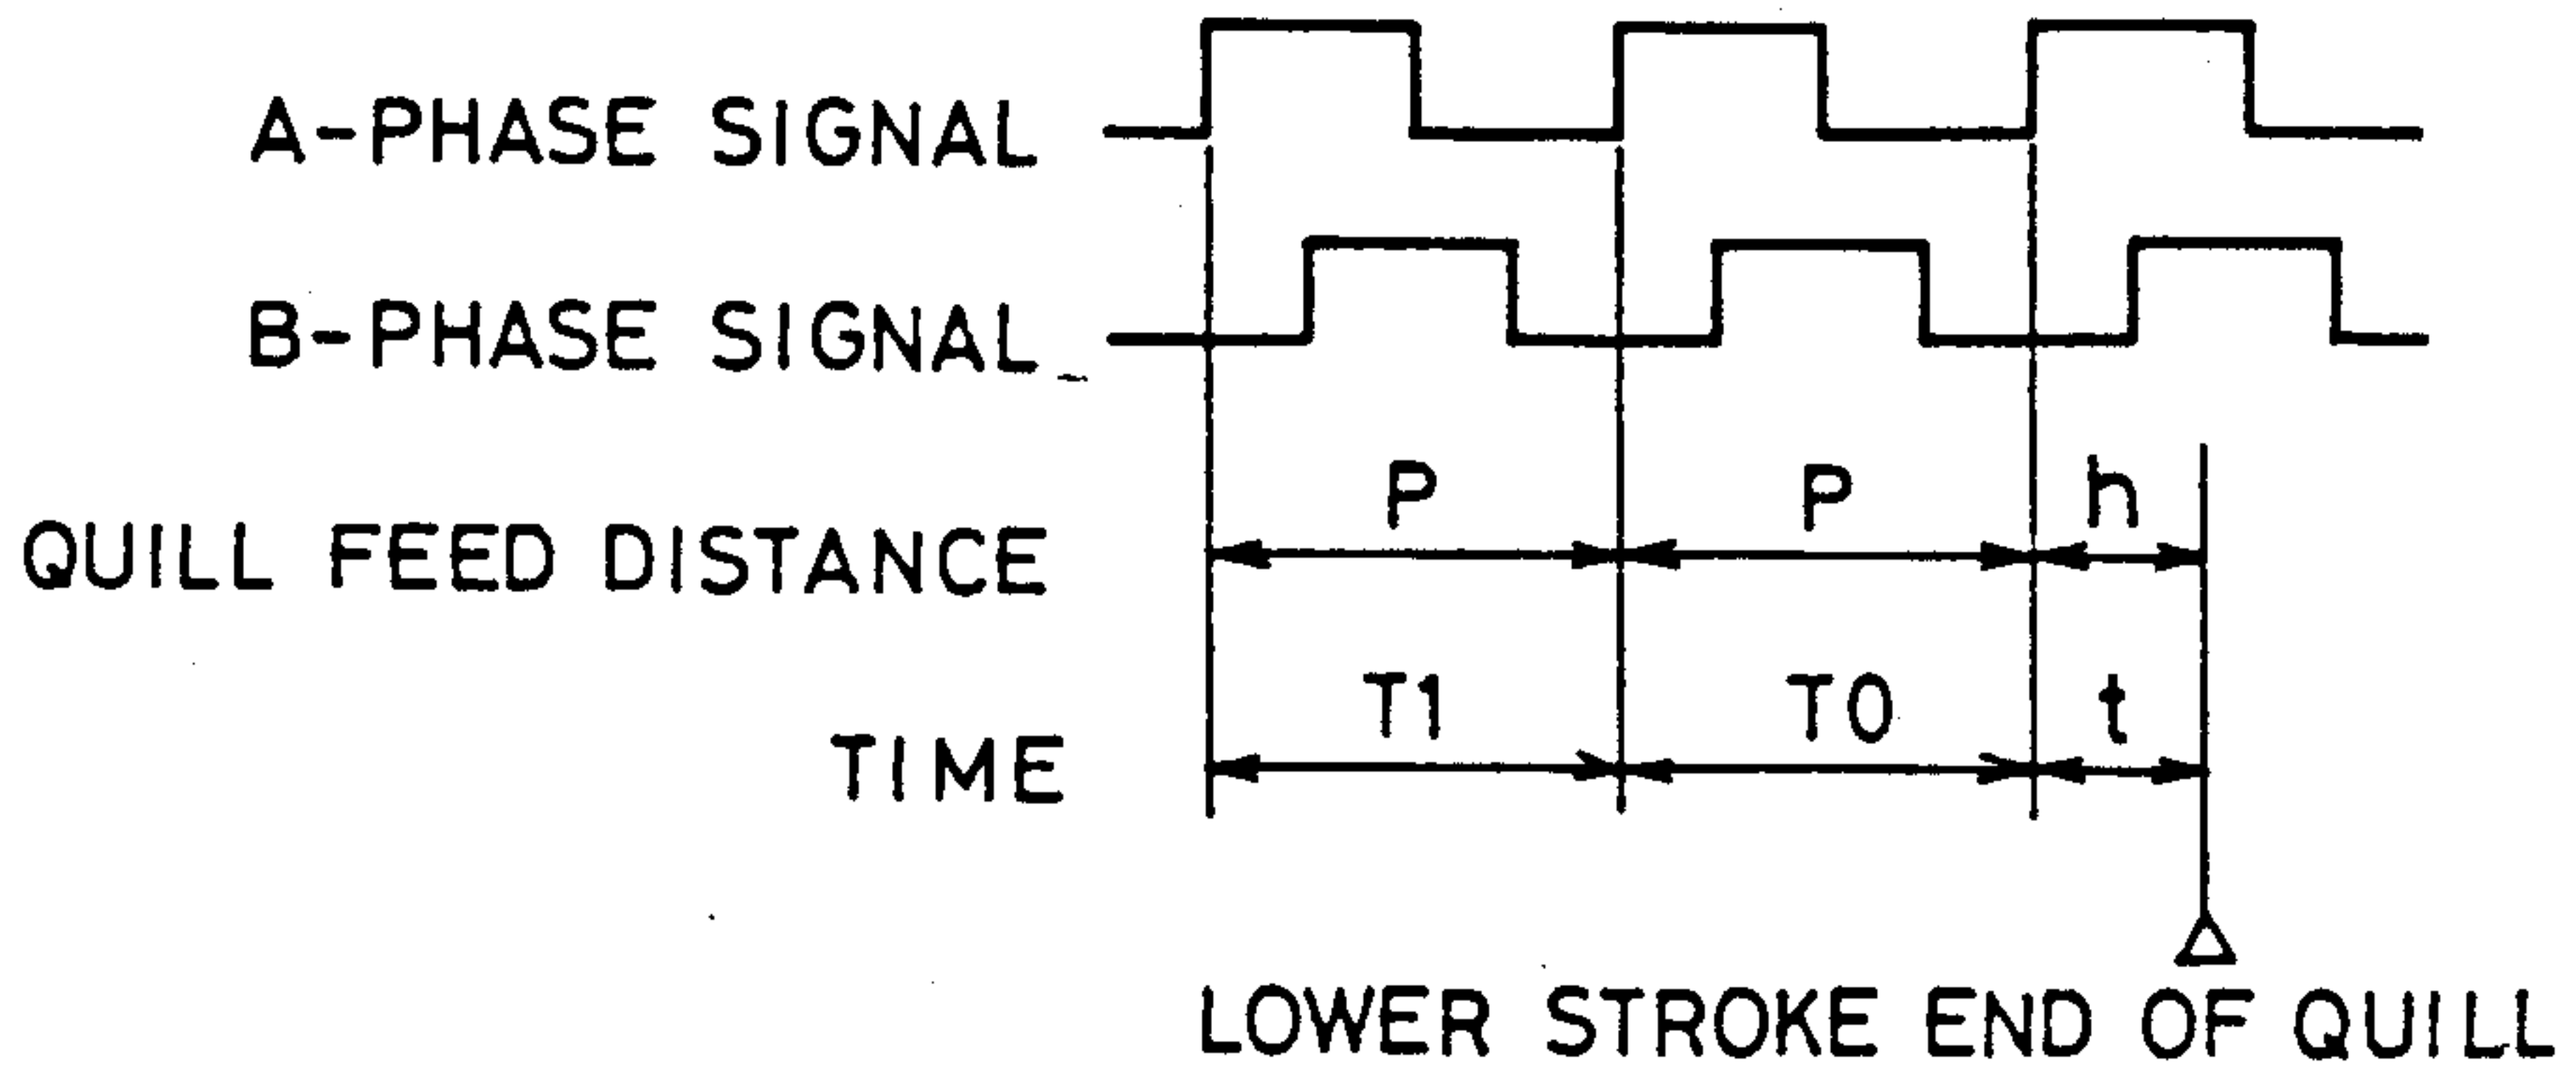 A-PHASE SIGNAL
B-PHASE SIGNAL
P P h
QUILL FEED DISTANCE
T1 T0 t
TIME
LOWER STROKE END OF QUILL